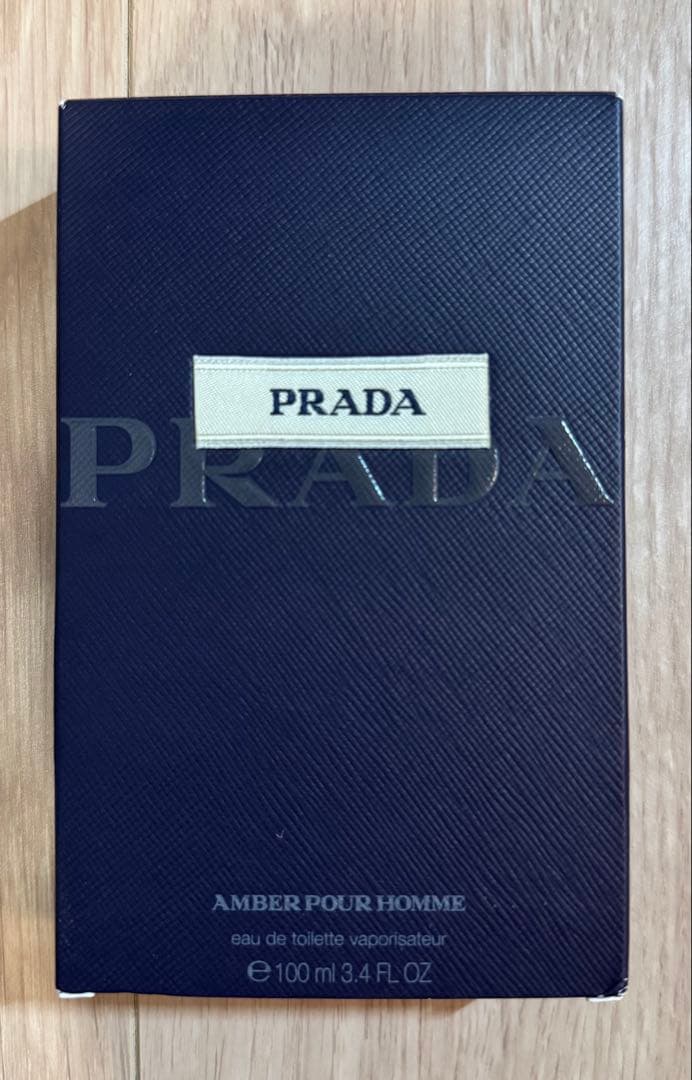 PRADA
PRADA
AMBER POUR HOMME
eau de toilette vaporisateur
℮ 100 ml 3.4 FL OZ